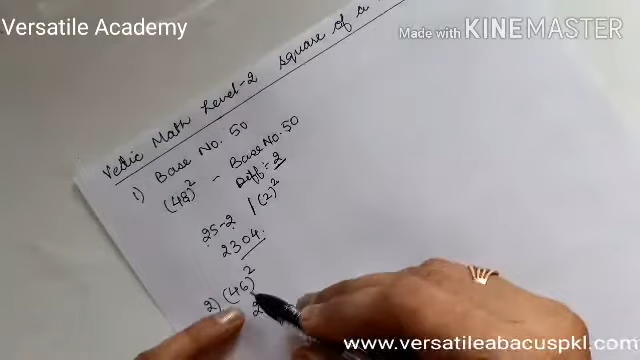 Versatile Academy
Made with KINEMASTER
Vedic Math Level-2 square of a
1) Base No. 50
(48)² - Base No. 50
Diff = 2
25-2 / (2)²
2304.
2) (46)²
2
www.versatileabacuspkl.com/